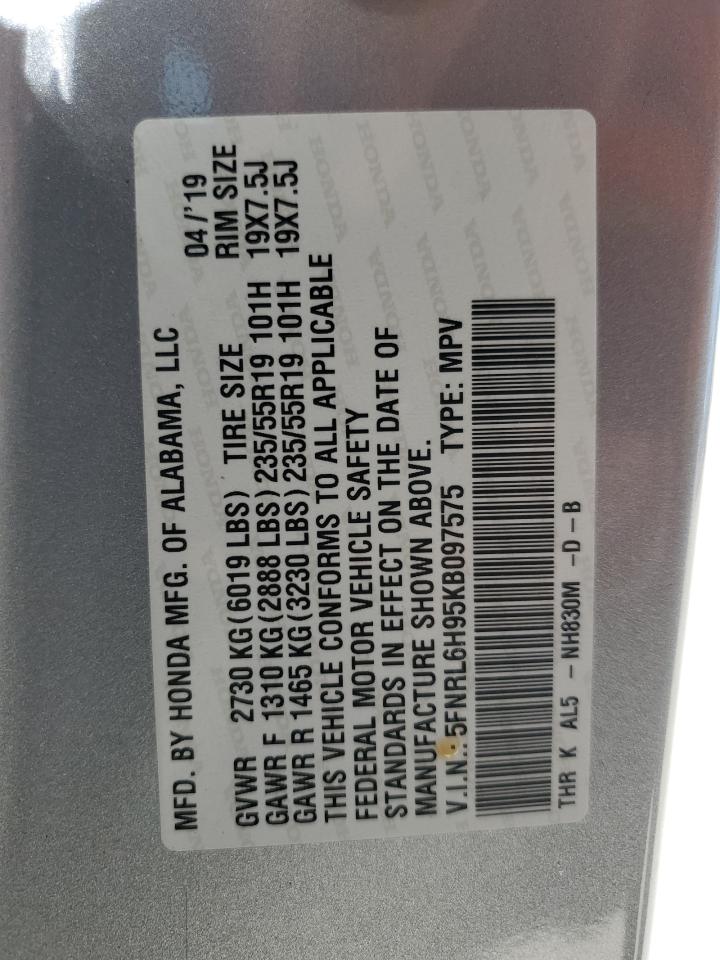 MFD. BY HONDA MFG. OF ALABAMA, LLC 04/'19
GVWR 2730 KG(6019 LBS) TIRE SIZE RIM SIZE
GAWR F 1310 KG(2888 LBS)235/55R19 101H 19X7.5J
GAWR R 1465 KG(3230 LBS)235/55R19 101H 19X7.5J
THIS VEHICLE CONFORMS TO ALL APPLICABLE
FEDERAL MOTOR VEHICLE SAFETY
STANDARDS IN EFFECT ON THE DATE OF
MANUFACTURE SHOWN ABOVE.
V.I.N.: 5FNRL6H95KB097575 TYPE: MPV
THR K AL5 - NH830M -D-B